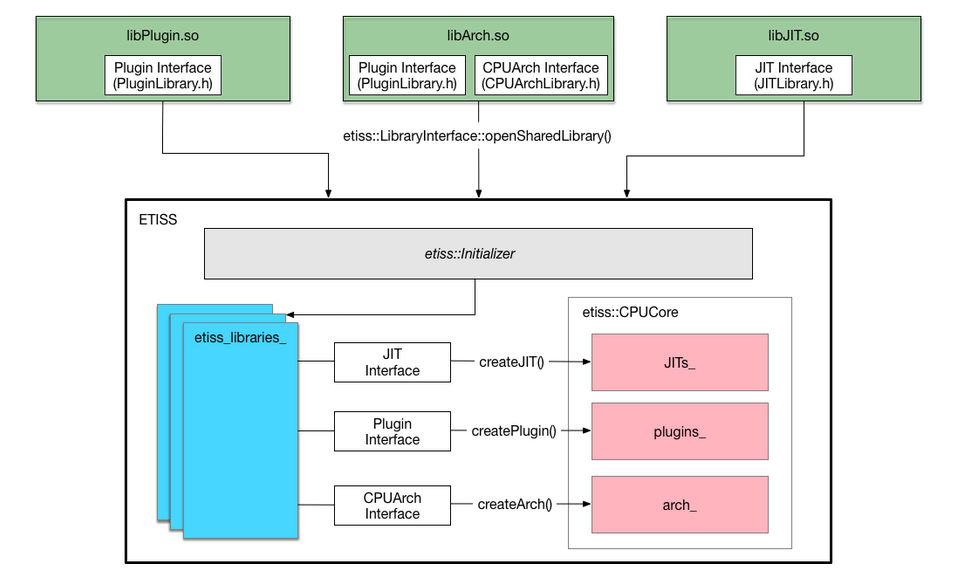 libPlugin.so
Plugin Interface
(PluginLibrary.h)
libArch.so
Plugin Interface
(PluginLibrary.h)
CPUArch Interface
(CPUArchLibrary.h)
libJIT.so
JIT Interface
(JITLibrary.h)
etiss::LibraryInterface::openSharedLibrary()
ETISS
etiss::Initializer
etiss_libraries_
etiss::CPUCore
JIT
Interface
createJIT()
JITs_
Plugin
Interface
createPlugin()
plugins_
CPUArch
Interface
createArch()
arch_